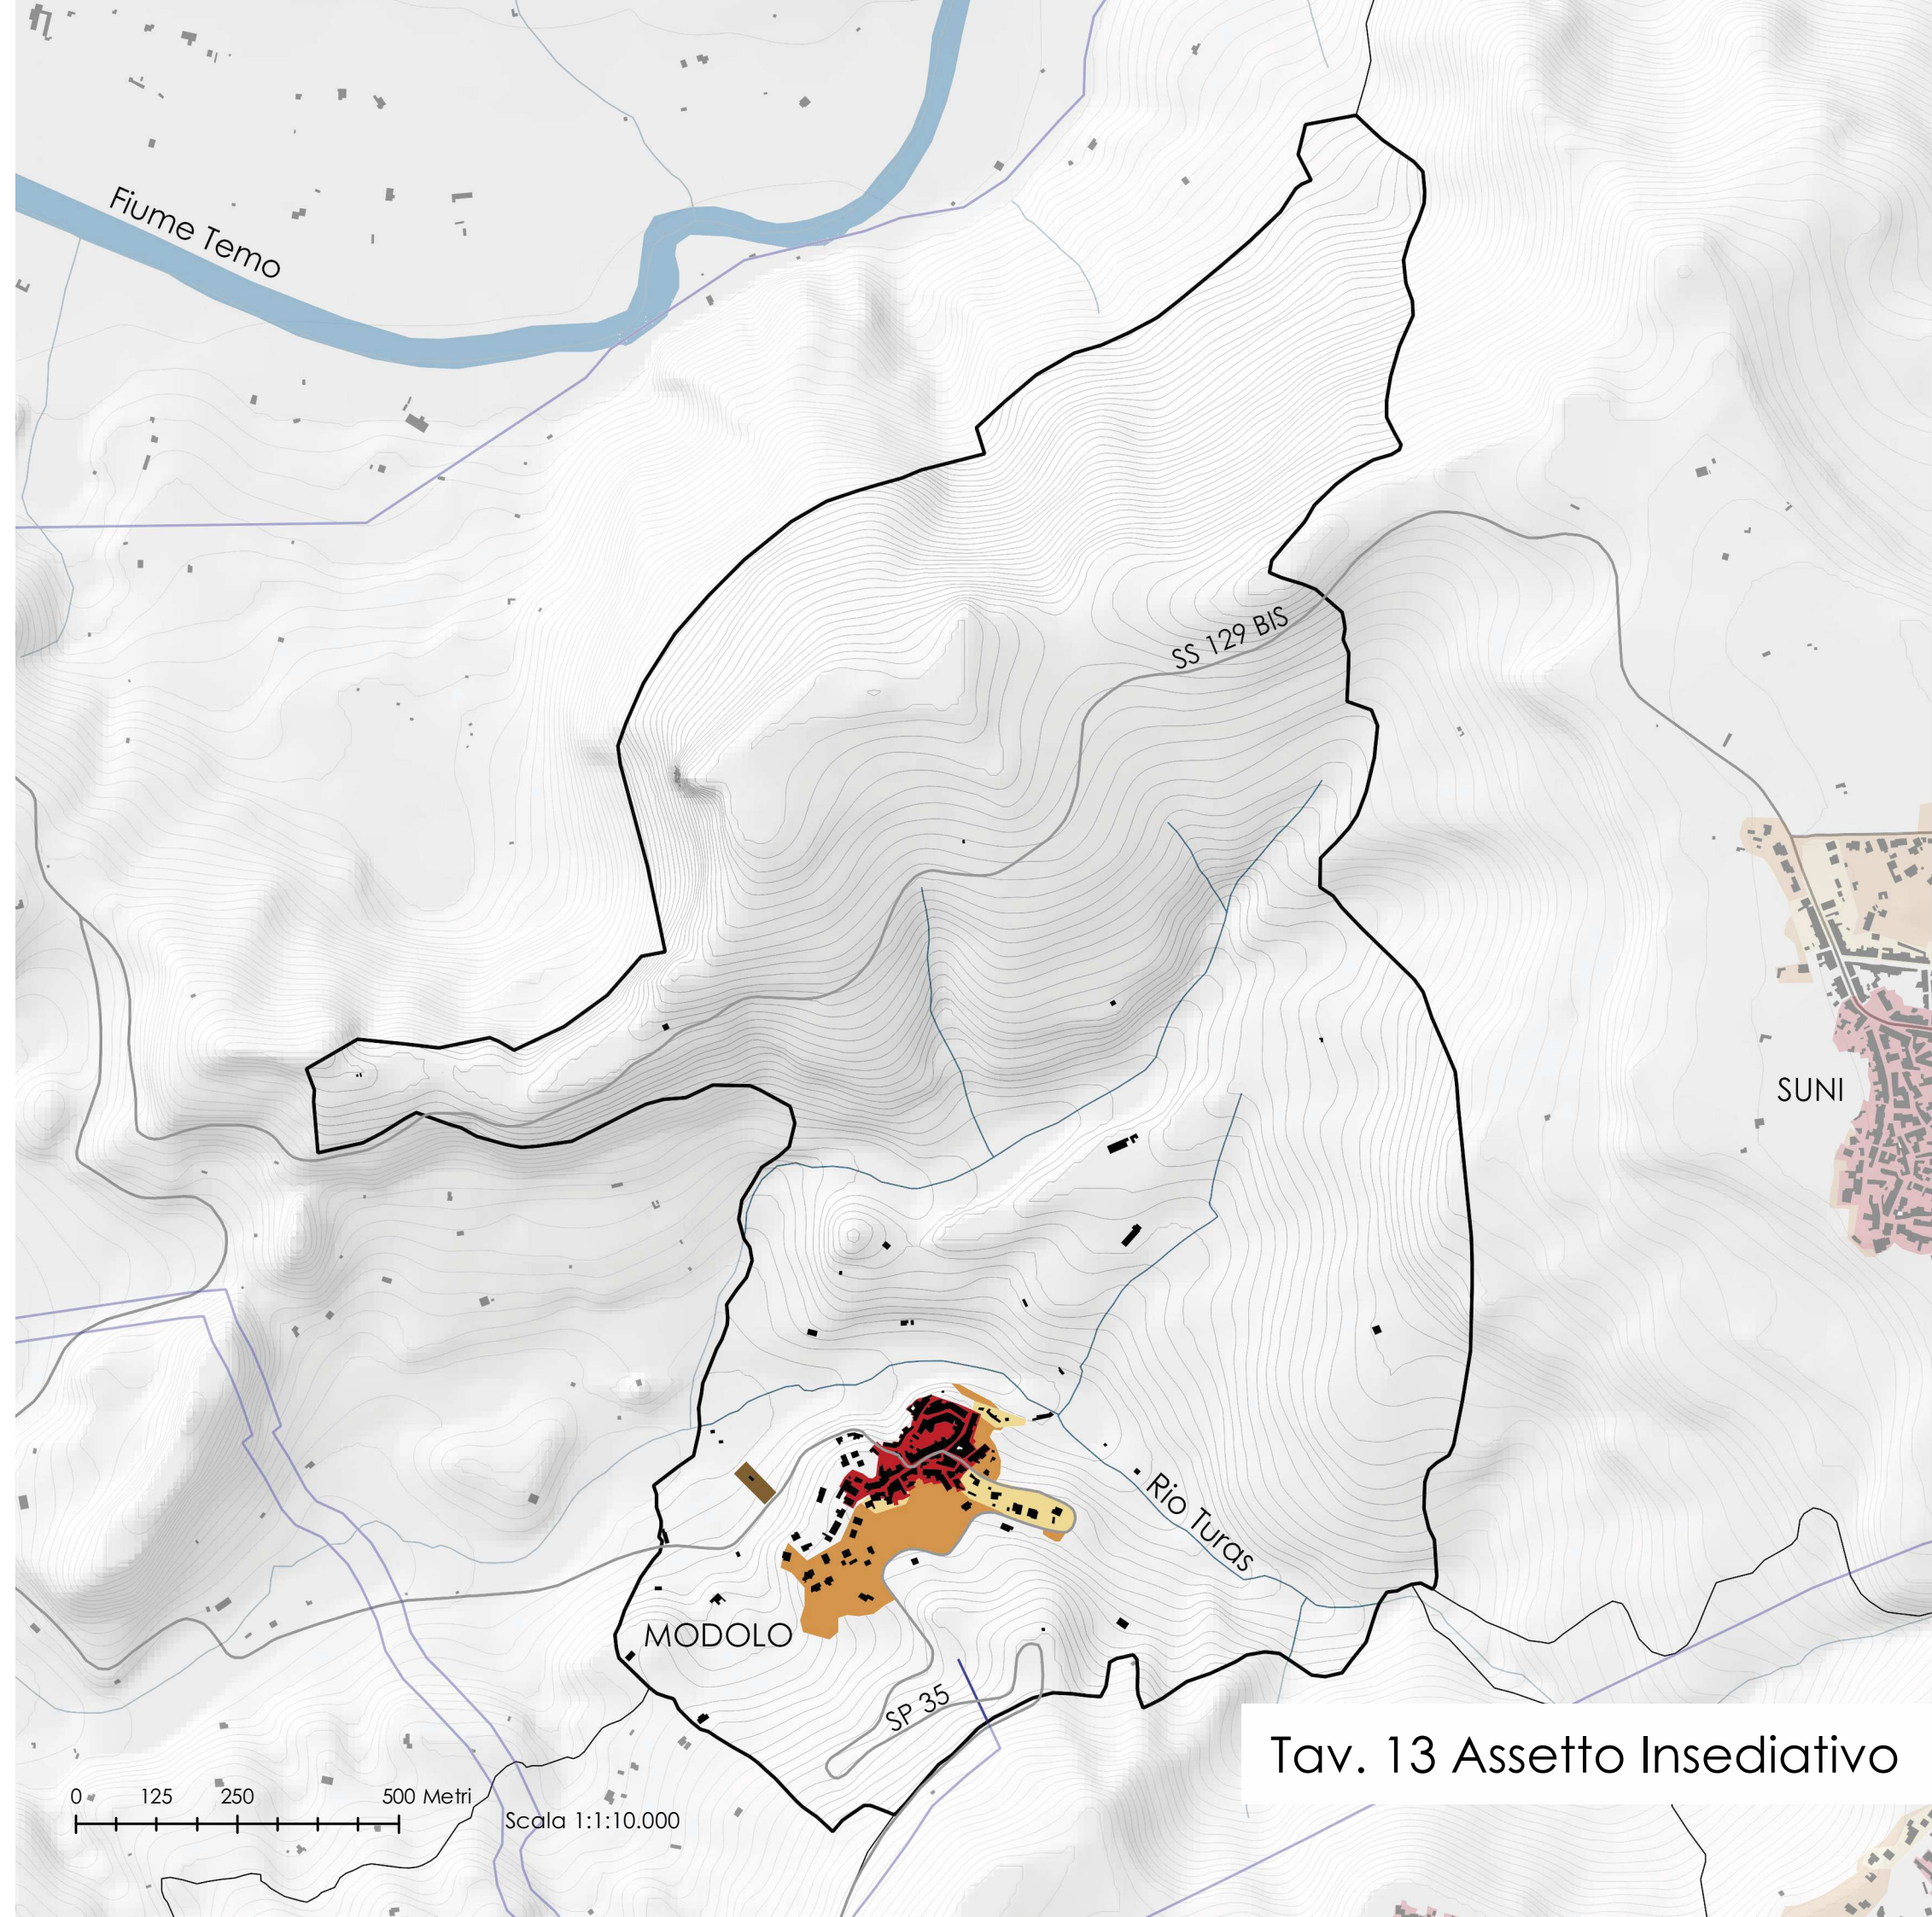 Fiume Temo
SS 129 BIS
SUNI
Rio Turas
MODOLO
SP 35
Tav. 13 Assetto Insediativo
0 125 250 500 Metri
Scala 1:1:10.000